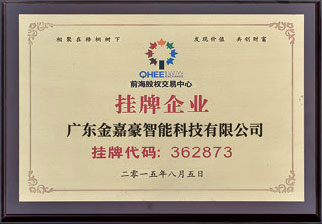 相聚在梧桐树下 发现价值 共创财富
QHEE
前海股权交易中心
挂牌企业
广东金嘉豪智能科技有限公司
挂牌代码: 362873
二零一五年八月五日